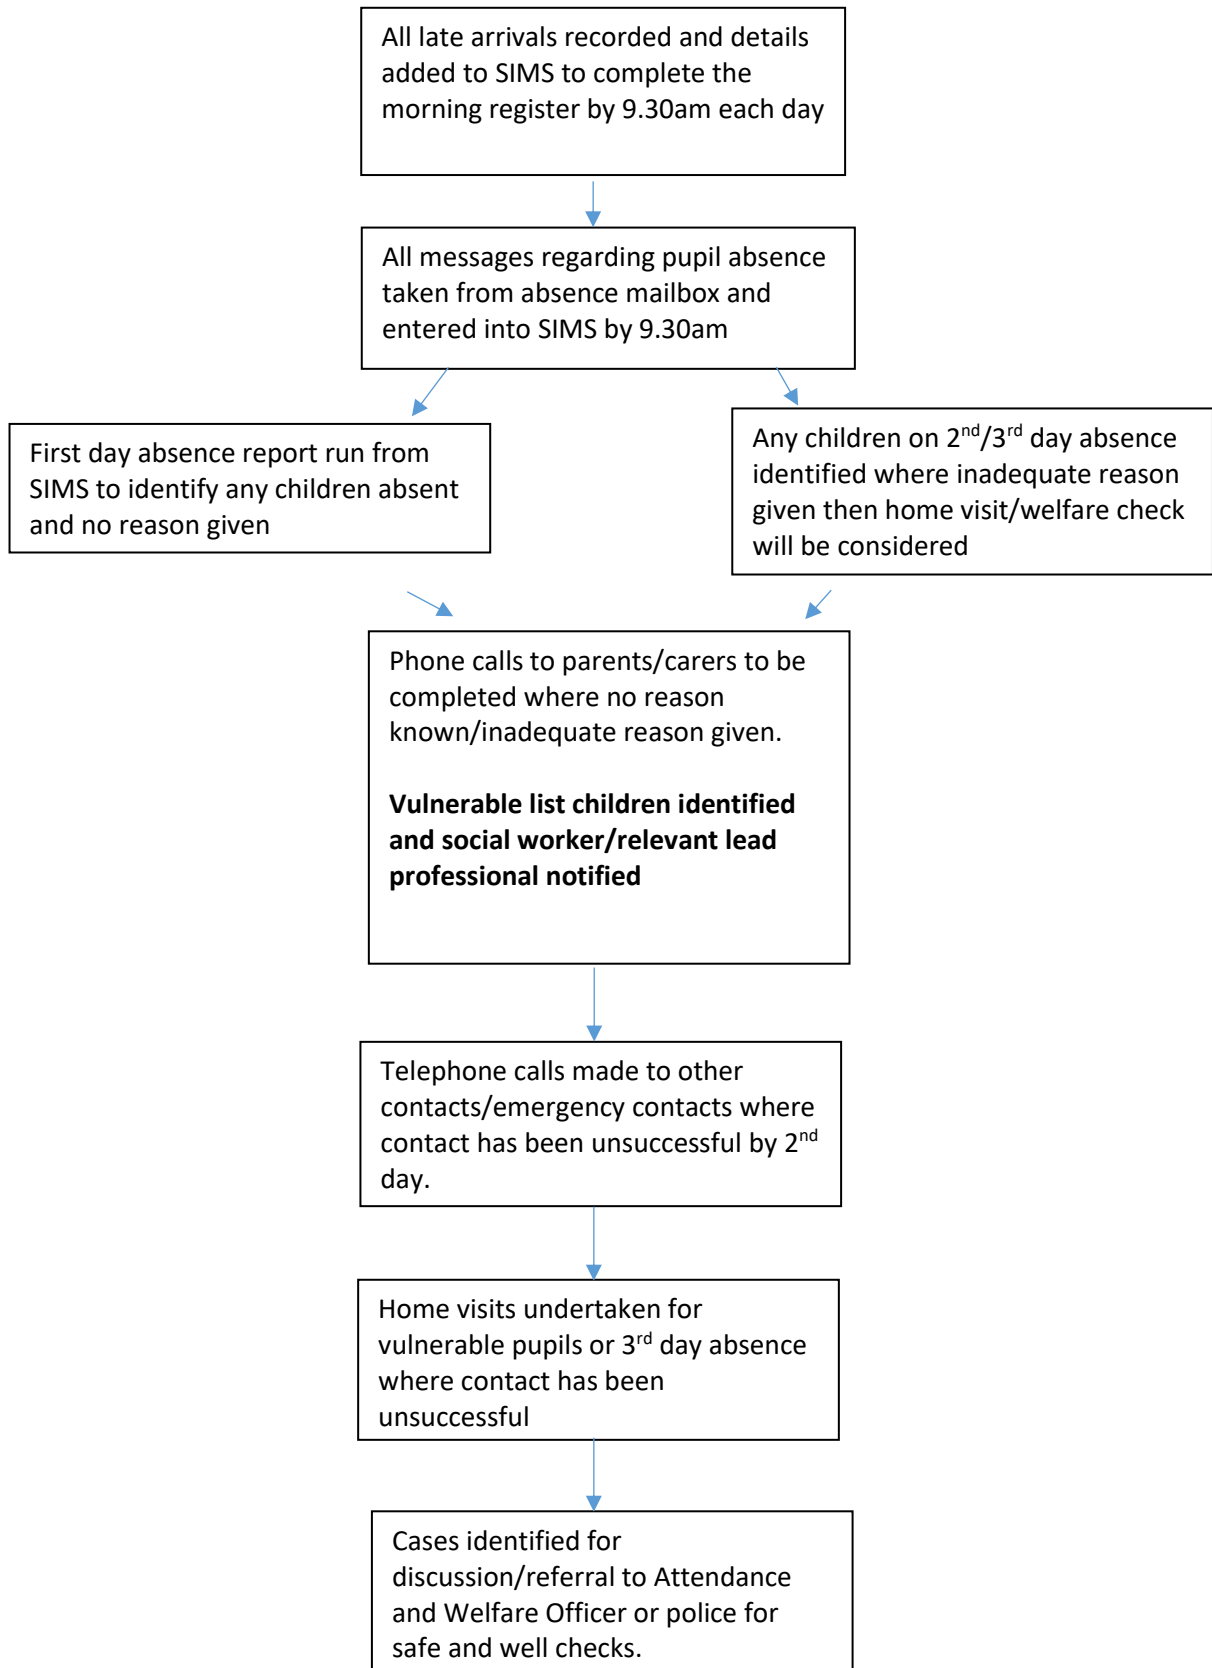 All late arrivals recorded and details
added to SIMS to complete the
morning register by 9.30am each day
All messages regarding pupil absence
taken from absence mailbox and
entered into SIMS by 9.30am
First day absence report run from
SIMS to identify any children absent
and no reason given
Any children on 2nd/3rd day absence
identified where inadequate reason
given then home visit/welfare check
will be considered
Phone calls to parents/carers to be
completed where no reason
known/inadequate reason given.
Vulnerable list children identified
and social worker/relevant lead
professional notified
Telephone calls made to other
contacts/emergency contacts where
contact has been unsuccessful by 2nd
day.
Home visits undertaken for
vulnerable pupils or 3rd day absence
where contact has been
unsuccessful
Cases identified for
discussion/referral to Attendance
and Welfare Officer or police for
safe and well checks.